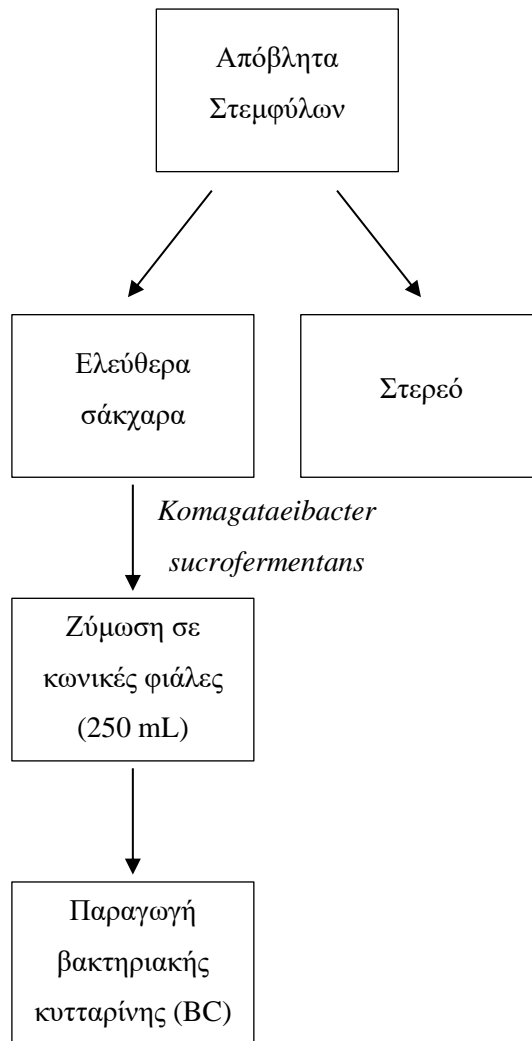 Απόβλητα
Στεμφύλων
Ελεύθερα
σάκχαρα
Στερεό
Komagataeibacter
sucrofermentans
Ζύμωση σε
κωνικές φιάλες
(250 mL)
Παραγωγή
βακτηριακής
κυτταρίνης (BC)